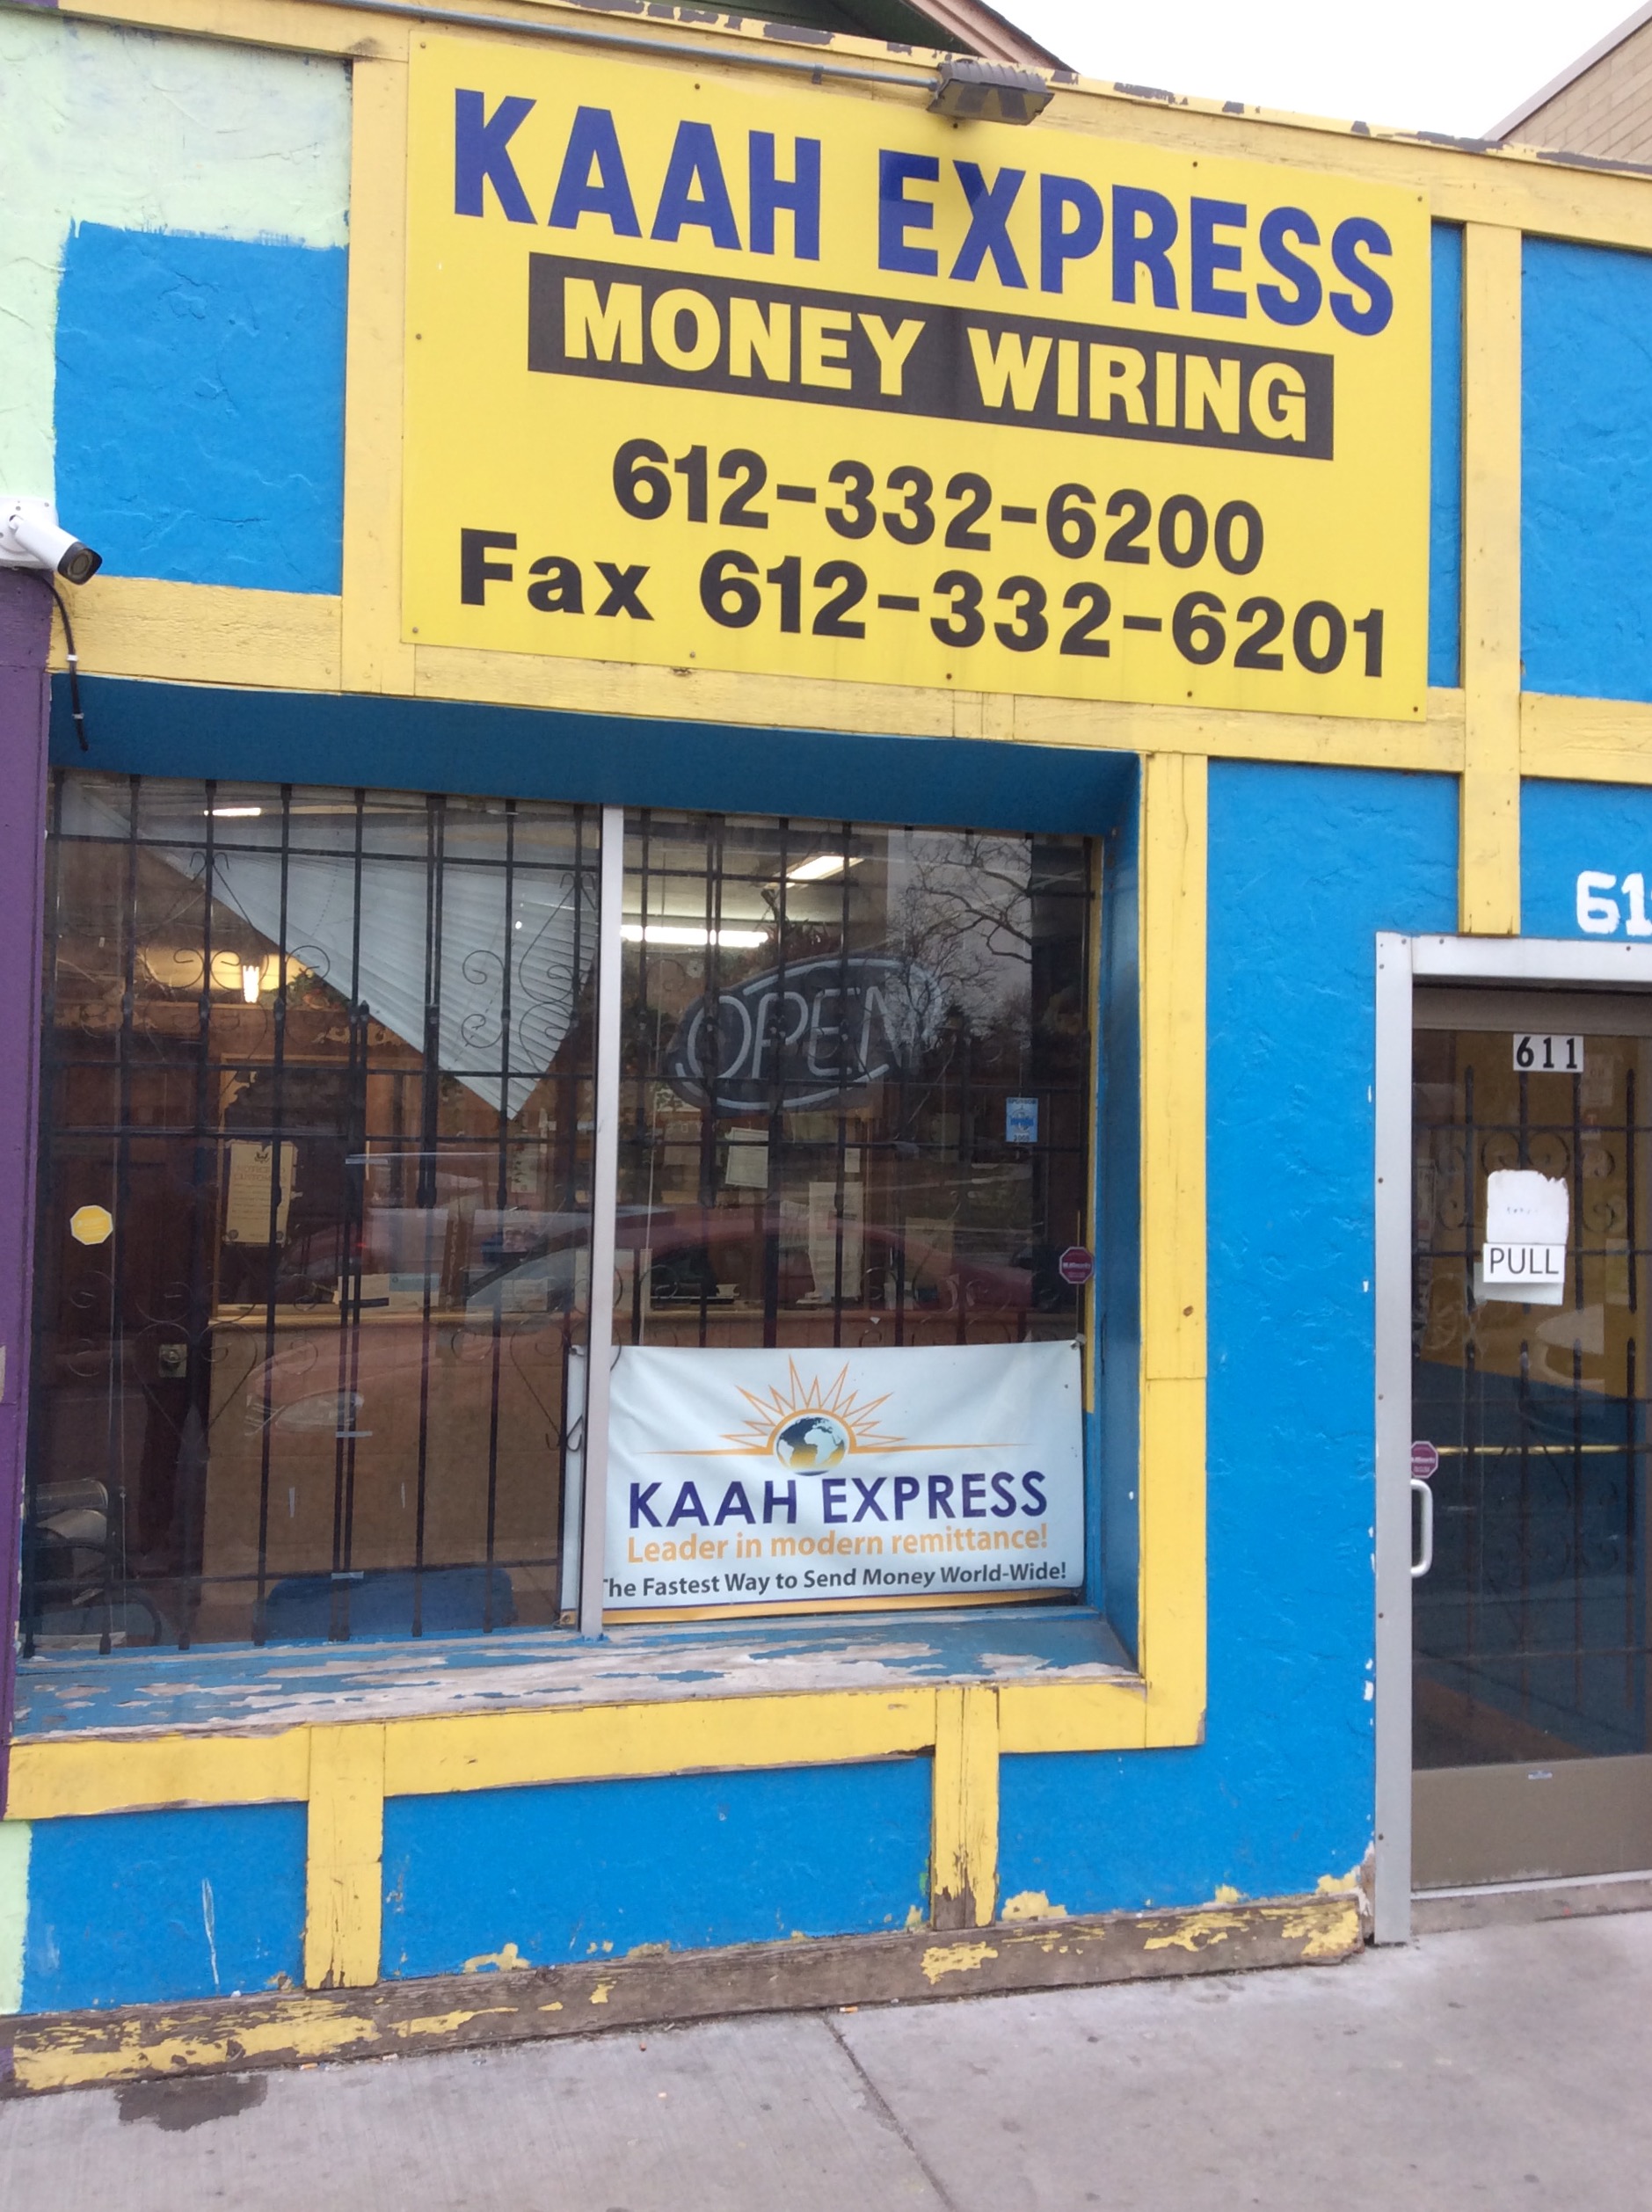 KAAH EXPRESS
MONEY WIRING
612-332-6200
Fax 612-332-6201
61
OPEN
611
PULL
KAAH EXPRESS
Leader in modern remittance!
The Fastest Way to Send Money World-Wide!